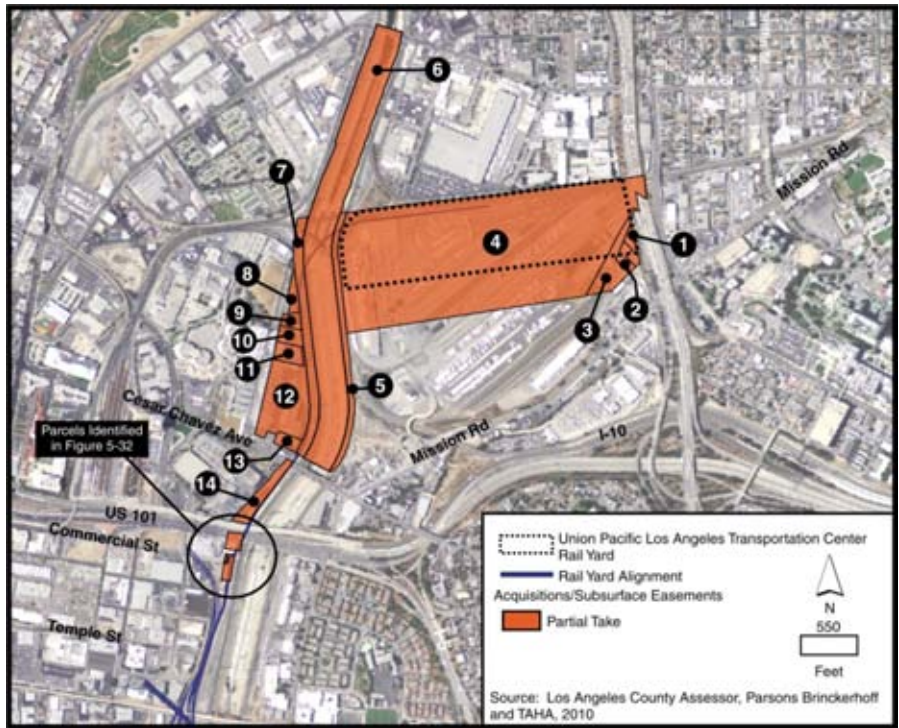 6
7
Mission Rd
4
1
8
2
9
3
10
11
5
12
Cesar Chavez Ave
Parcels Identified
in Figure 5-32
Mission Rd
I-10
13
14
US 101
Commercial St
Temple St
Union Pacific Los Angeles Transportation Center
Rail Yard
Rail Yard Alignment
Acquisitions/Subsurface Easements
Partial Take
N
550
Feet
Source: Los Angeles County Assessor, Parsons Brinckerhoff
and TAHA, 2010